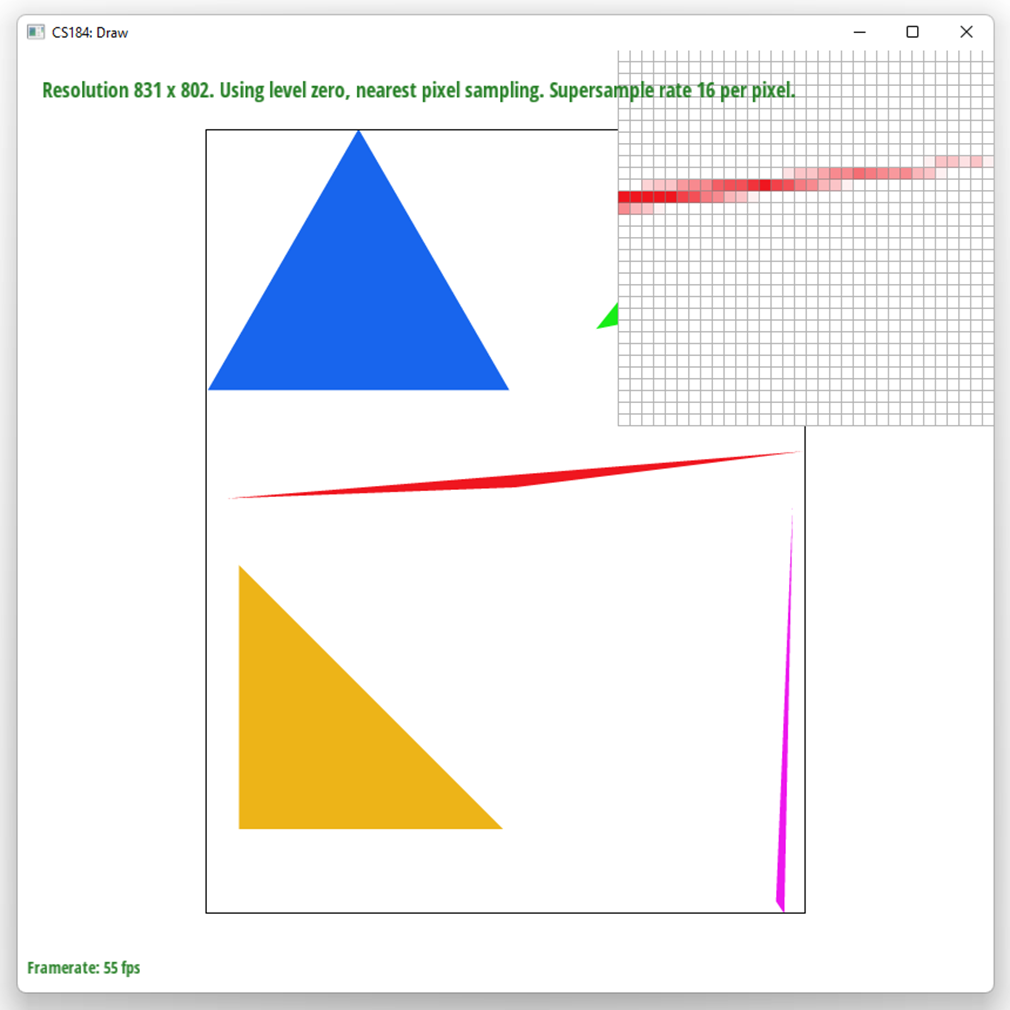 CS184: Draw
Resolution 831 x 802. Using level zero, nearest pixel sampling. Supersample rate 16 per pixel.
Framerate: 55 fps